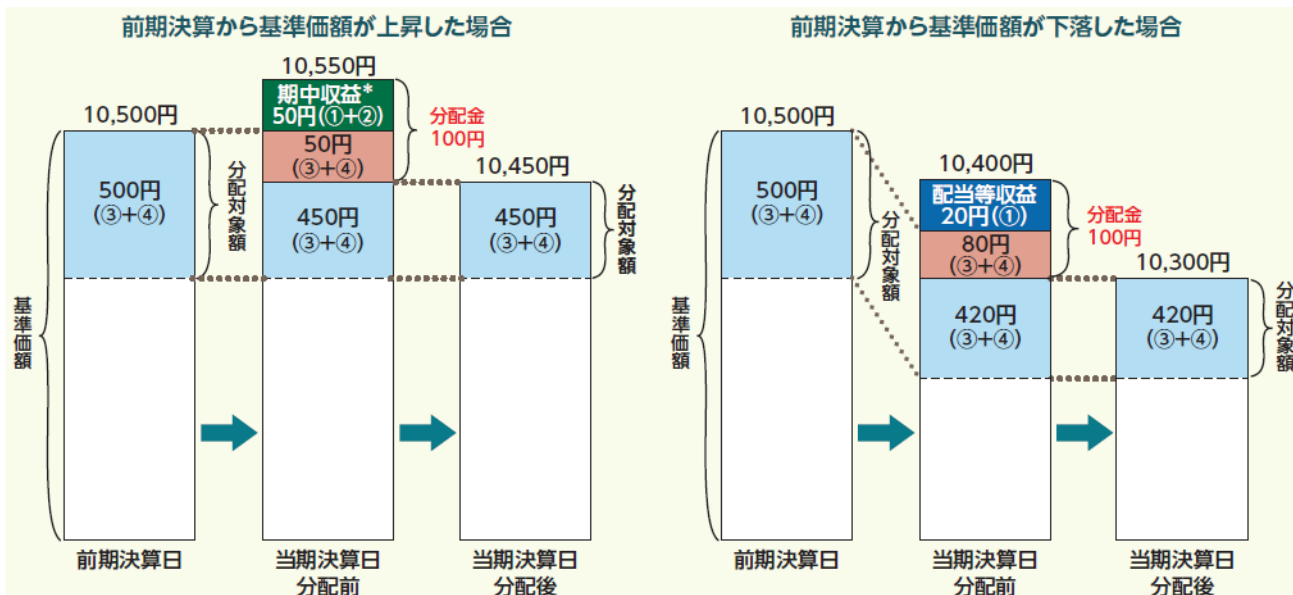 前期決算から基準価額が上昇した場合
10,500円
500円
(③+④)
分配対象額
基準価額
10,550円
期中収益*
50円(①+②)
50円
(③+④)
450円
(③+④)
分配金
100円
10,450円
450円
(③+④)
分配対象額
前期決算日
当期決算日
分配前
当期決算日
分配後
前期決算から基準価額が下落した場合
10,500円
500円
(③+④)
分配対象額
基準価額
10,400円
配当等収益
20円(①)
80円
(③+④)
420円
(③+④)
分配金
100円
10,300円
420円
(③+④)
分配対象額
前期決算日
当期決算日
分配前
当期決算日
分配後